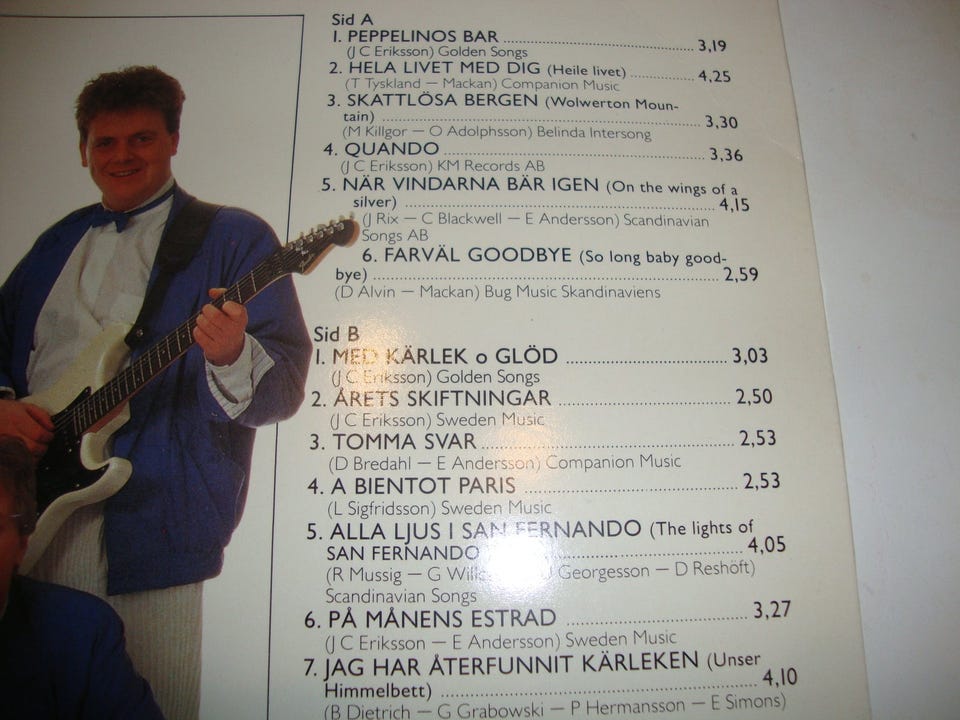 Sid A
1. PEPPELINOS BAR ........ 3,19
(J C Eriksson) Golden Songs
2. HELA LIVET MED DIG (Heile livet) ........ 4,25
(T Tyskland — Mackan) Companion Music
3. SKATTLÖSA BERGEN (Wolwerton Moun-
tain) ........ 3,30
(M Killgor — O Adolphsson) Belinda Intersong
4. QUANDO ........ 3,36
(J C Eriksson) KM Records AB
5. NÄR VINDARNA BÄR IGEN (On the wings of a
silver) ........ 4,15
(J Rix — C Blackwell — E Andersson) Scandinavian
Songs AB
6. FARVÄL GOODBYE (So long baby good-
bye) ........ 2,59
(D Alvin — Mackan) Bug Music Skandinaviens
Sid B
1. MED KÄRLEK o GLÖD ........ 3,03
(J C Eriksson) Golden Songs
2. ÅRETS SKIFTNINGAR ........ 2,50
(J C Eriksson) Sweden Music
3. TOMMA SVAR ........ 2,53
(D Bredahl — E Andersson) Companion Music
4. A BIENTOT PARIS ........ 2,53
(L Sigfridsson) Sweden Music
5. ALLA LJUS I SAN FERNANDO (The lights of
SAN FERNANDO ........ 4,05
(R Mussig — G Georgesson — D Reshöft)
Scandinavian Songs
6. PÅ MÅNENS ESTRAD ........ 3,27
(J C Eriksson — E Andersson) Sweden Music
7. JAG HAR ÅTERFUNNIT KÄRLEKEN (Unser
Himmelbett) ........ 4,10
(B Dietrich — G Grabowski — P Hermansson — E Simons)